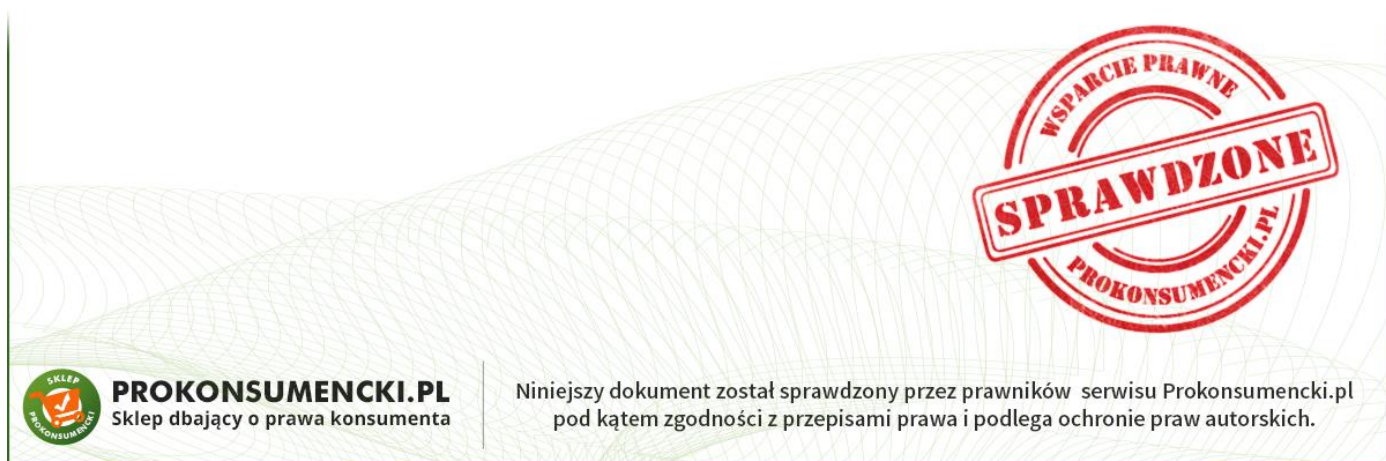 WSPARCIE PRAWNE
SPRAWDZONE
PROKONSUMENCKI.PL
SKLEP
PROKONSUMENCKI
PROKONSUMENCKI.PL
Sklep dbający o prawa konsumenta
Niniejszy dokument został sprawdzony przez prawników serwisu Prokonsumencki.pl
pod kątem zgodności z przepisami prawa i podlega ochronie praw autorskich.